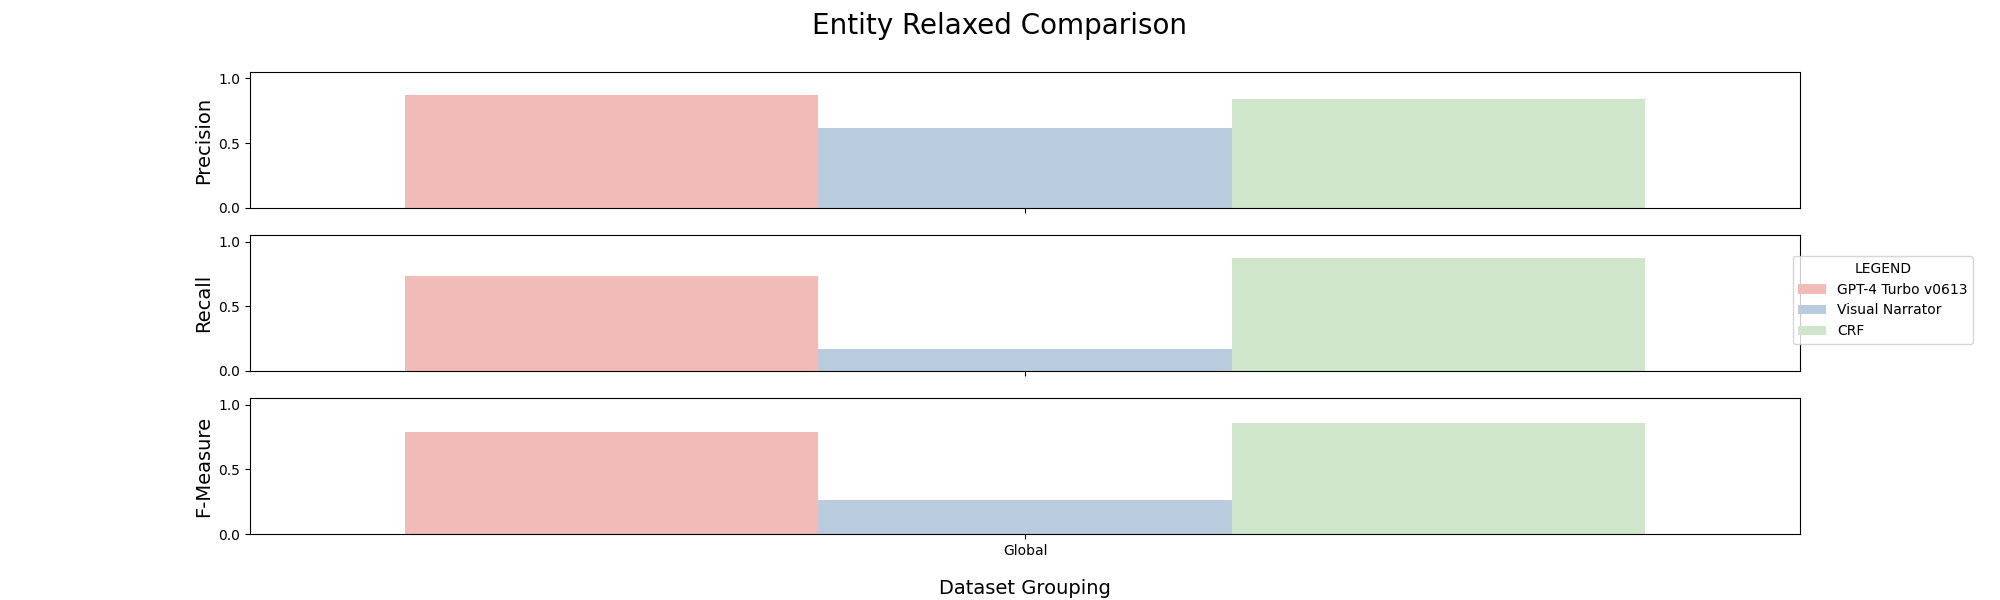 Entity Relaxed Comparison
1.0
0.5
0.0
Precision
1.0
0.5
0.0
Recall
1.0
0.5
0.0
F-Measure
Global
Dataset Grouping
LEGEND
GPT-4 Turbo v0613
Visual Narrator
CRF